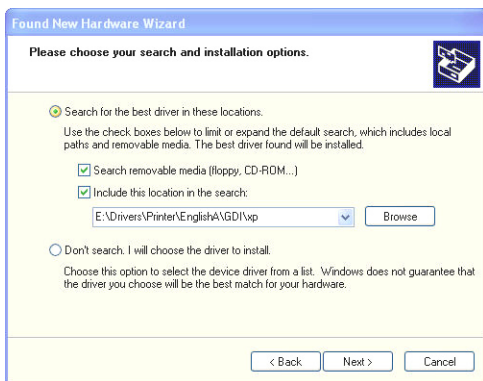 Found New Hardware Wizard
Please choose your search and installation options.
Search for the best driver in these locations.
Use the check boxes below to limit or expand the default search, which includes local
paths and removable media. The best driver found will be installed.
Search removable media (floppy, CD-ROM...)
Include this location in the search:
E:\Drivers\Printer\EnglishA\GDI\xp
Browse
Don't search. I will choose the driver to install.
Choose this option to select the device driver from a list. Windows does not guarantee that
the driver you choose will be the best match for your hardware.
< Back Next > Cancel